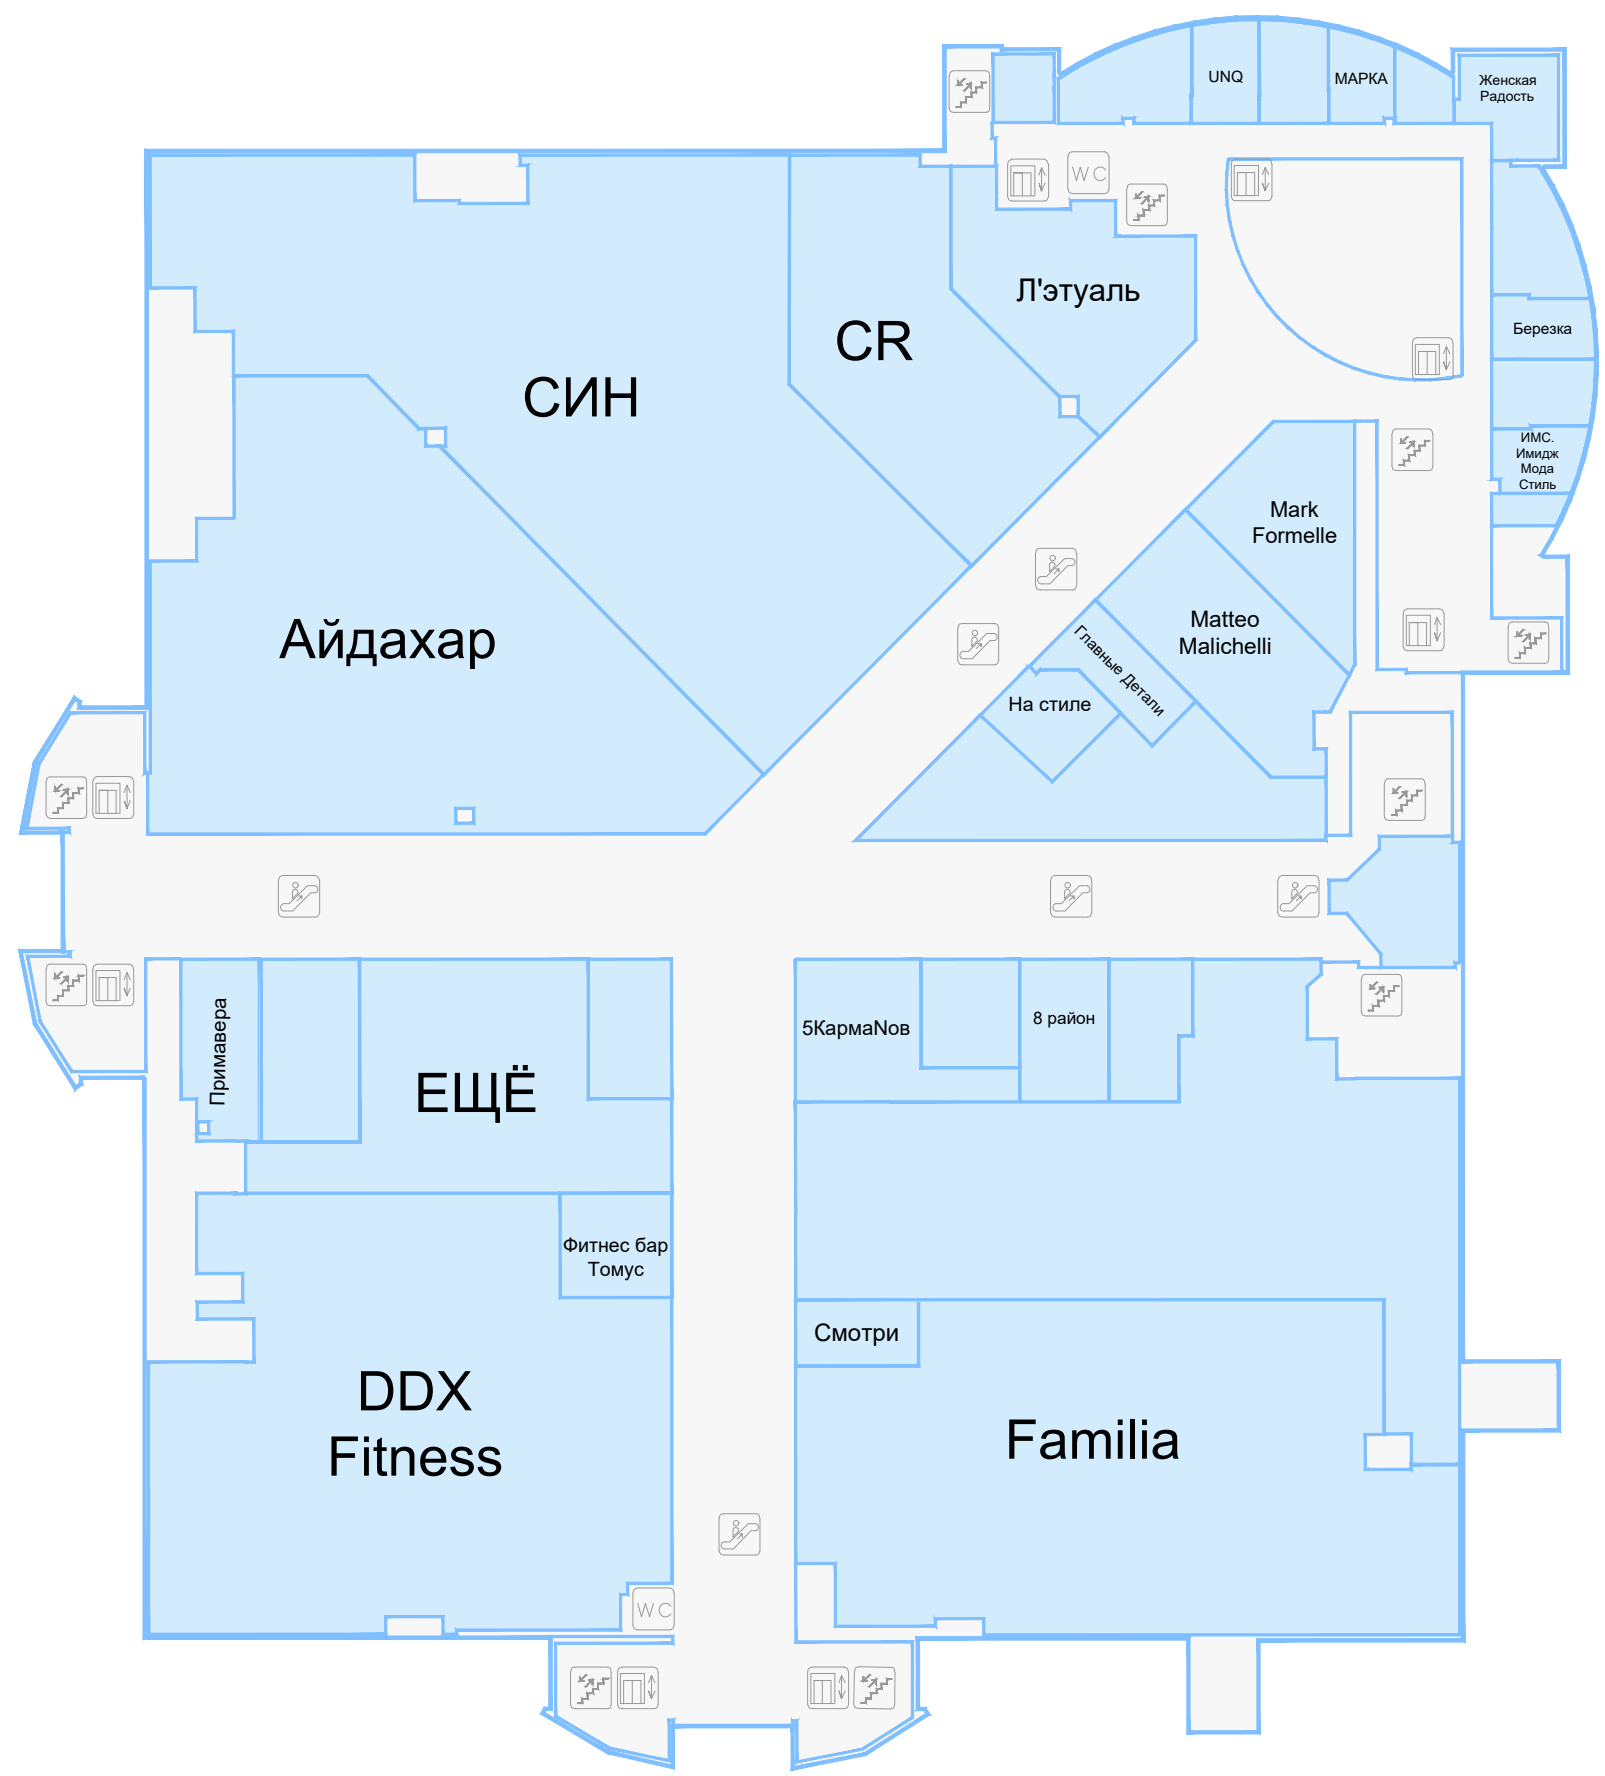 UNQ
МАРКА
Женская
Радость
WC
Л'этуаль
CR
СИН
Березка
ИМС.
Имидж
Мода
Стиль
Mark
Formelle
Matteo
Malichelli
Главные Детали
На стиле
Айдахар
Примавера
ЕЩЁ
5КармаNов
8 район
Фитнес бар
Томус
Смотри
DDX
Fitness
Familia
WC